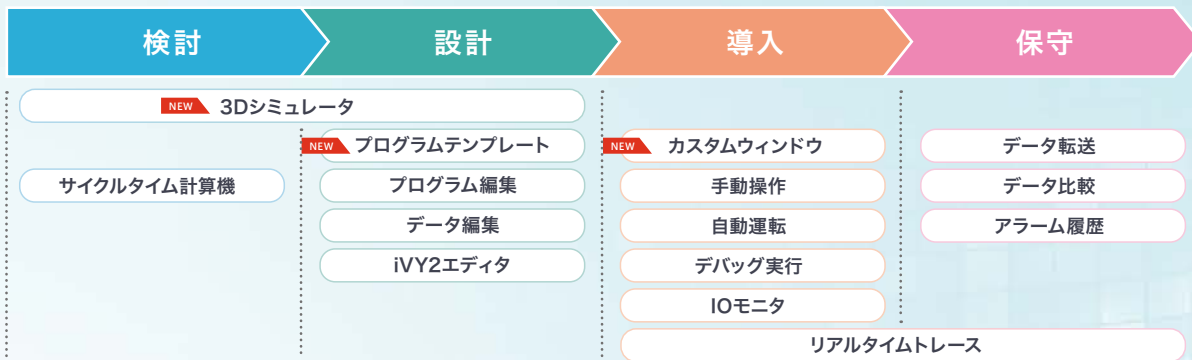 検討
設計
導入
保守
NEW 3Dシミュレータ
NEW プログラムテンプレート
NEW カスタムウィンドウ
データ転送
サイクルタイム計算機
プログラム編集
手動操作
データ比較
データ編集
自動運転
アラーム履歴
iVY2エディタ
デバッグ実行
IOモニタ
リアルタイムトレース